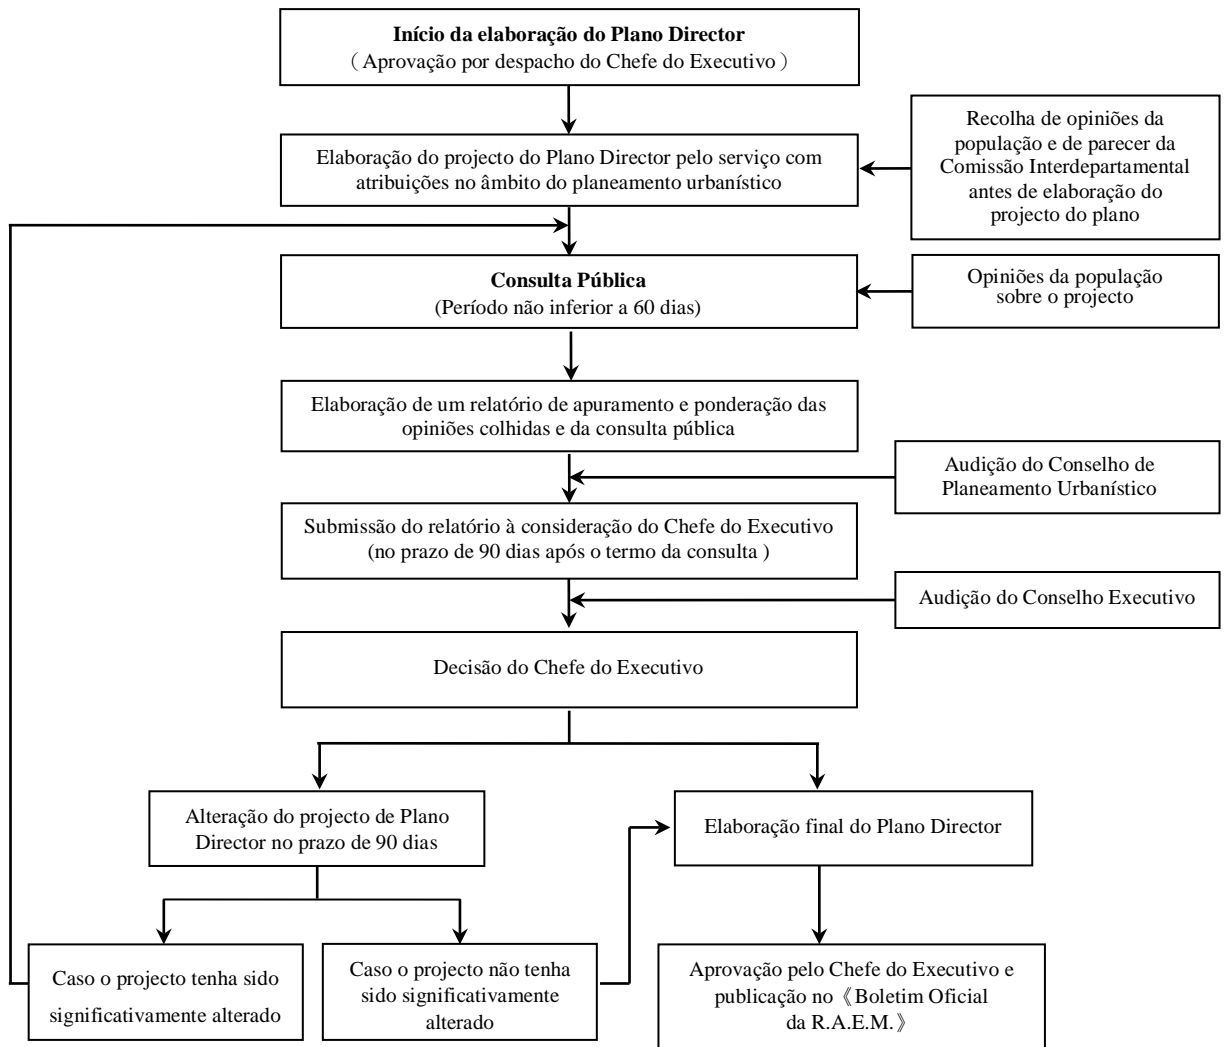 Início da elaboração do Plano Director
（Aprovação por despacho do Chefe do Executivo）
Recolha de opiniões da
população e de parecer da
Comissão Interdepartamental
antes de elaboração do
projecto do plano
Elaboração do projecto do Plano Director pelo serviço com
atribuições no âmbito do planeamento urbanístico
Consulta Pública
(Período não inferior a 60 dias)
Opiniões da população
sobre o projecto
Elaboração de um relatório de apuramento e ponderação das
opiniões colhidas e da consulta pública
Audição do Conselho de
Planeamento Urbanístico
Submissão do relatório à consideração do Chefe do Executivo
(no prazo de 90 dias após o termo da consulta )
Audição do Conselho Executivo
Decisão do Chefe do Executivo
Alteração do projecto de Plano
Director no prazo de 90 dias
Elaboração final do Plano Director
Caso o projecto tenha sido
significativamente alterado
Caso o projecto não tenha
sido significativamente
alterado
Aprovação pelo Chefe do Executivo e
publicação no《Boletim Oficial
da R.A.E.M.》